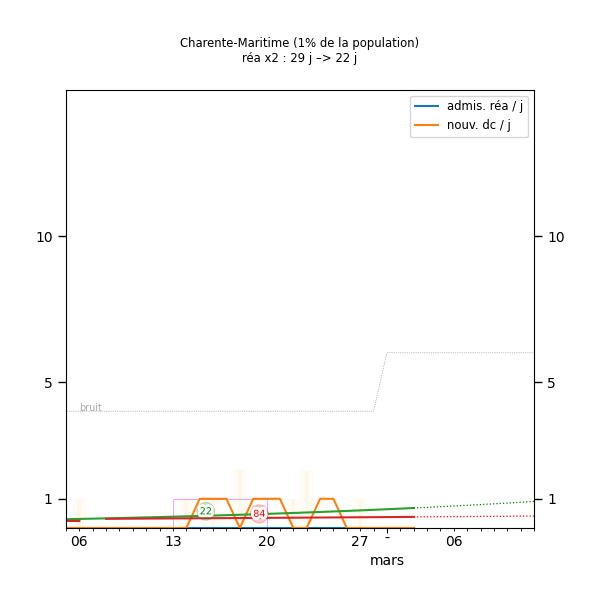 Charente-Maritime (1% de la population)
réa x2 : 29 j –> 22 j
admis. réa / j
nouv. dc / j
10
10
5
5
bruit
1
1
22
84
06
13
20
27
-
06
mars